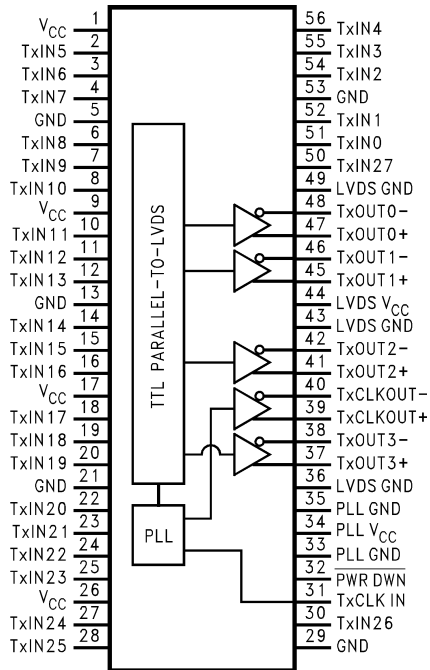 VCC 1
TxIN5 2
TxIN6 3
TxIN7 4
GND 5
TxIN8 6
TxIN9 7
TxIN10 8
VCC 9
TxIN11 10
TxIN12 11
TxIN13 12
GND 13
TxIN14 14
TxIN15 15
TxIN16 16
VCC 17
TxIN17 18
TxIN18 19
TxIN19 20
GND 21
TxIN20 22
TxIN21 23
TxIN22 24
TxIN23 25
VCC 26
TxIN24 27
TxIN25 28
TTL PARALLEL-TO-LVDS
PLL
56 TxIN4
55 TxIN3
54 TxIN2
53 GND
52 TxIN1
51 TxIN0
50 TxIN27
49 LVDS GND
48 TxOUT0-
47 TxOUT0+
46 TxOUT1-
45 TxOUT1+
44 LVDS VCC
43 LVDS GND
42 TxOUT2-
41 TxOUT2+
40 TxCLKOUT-
39 TxCLKOUT+
38 TxOUT3-
37 TxOUT3+
36 LVDS GND
35 PLL GND
34 PLL VCC
33 PLL GND
32 PWR DWN
31 TxCLK IN
30 TxIN26
29 GND